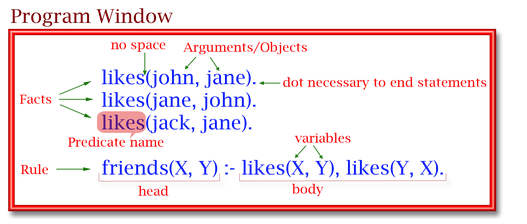 Program Window
no space
Arguments/Objects
likes(john, jane).
dot necessary to end statements
Facts
likes(jane, john).
likes(jack, jane).
Predicate name
variables
Rule
friends(X, Y) :- likes(X, Y), likes(Y, X).
head
body